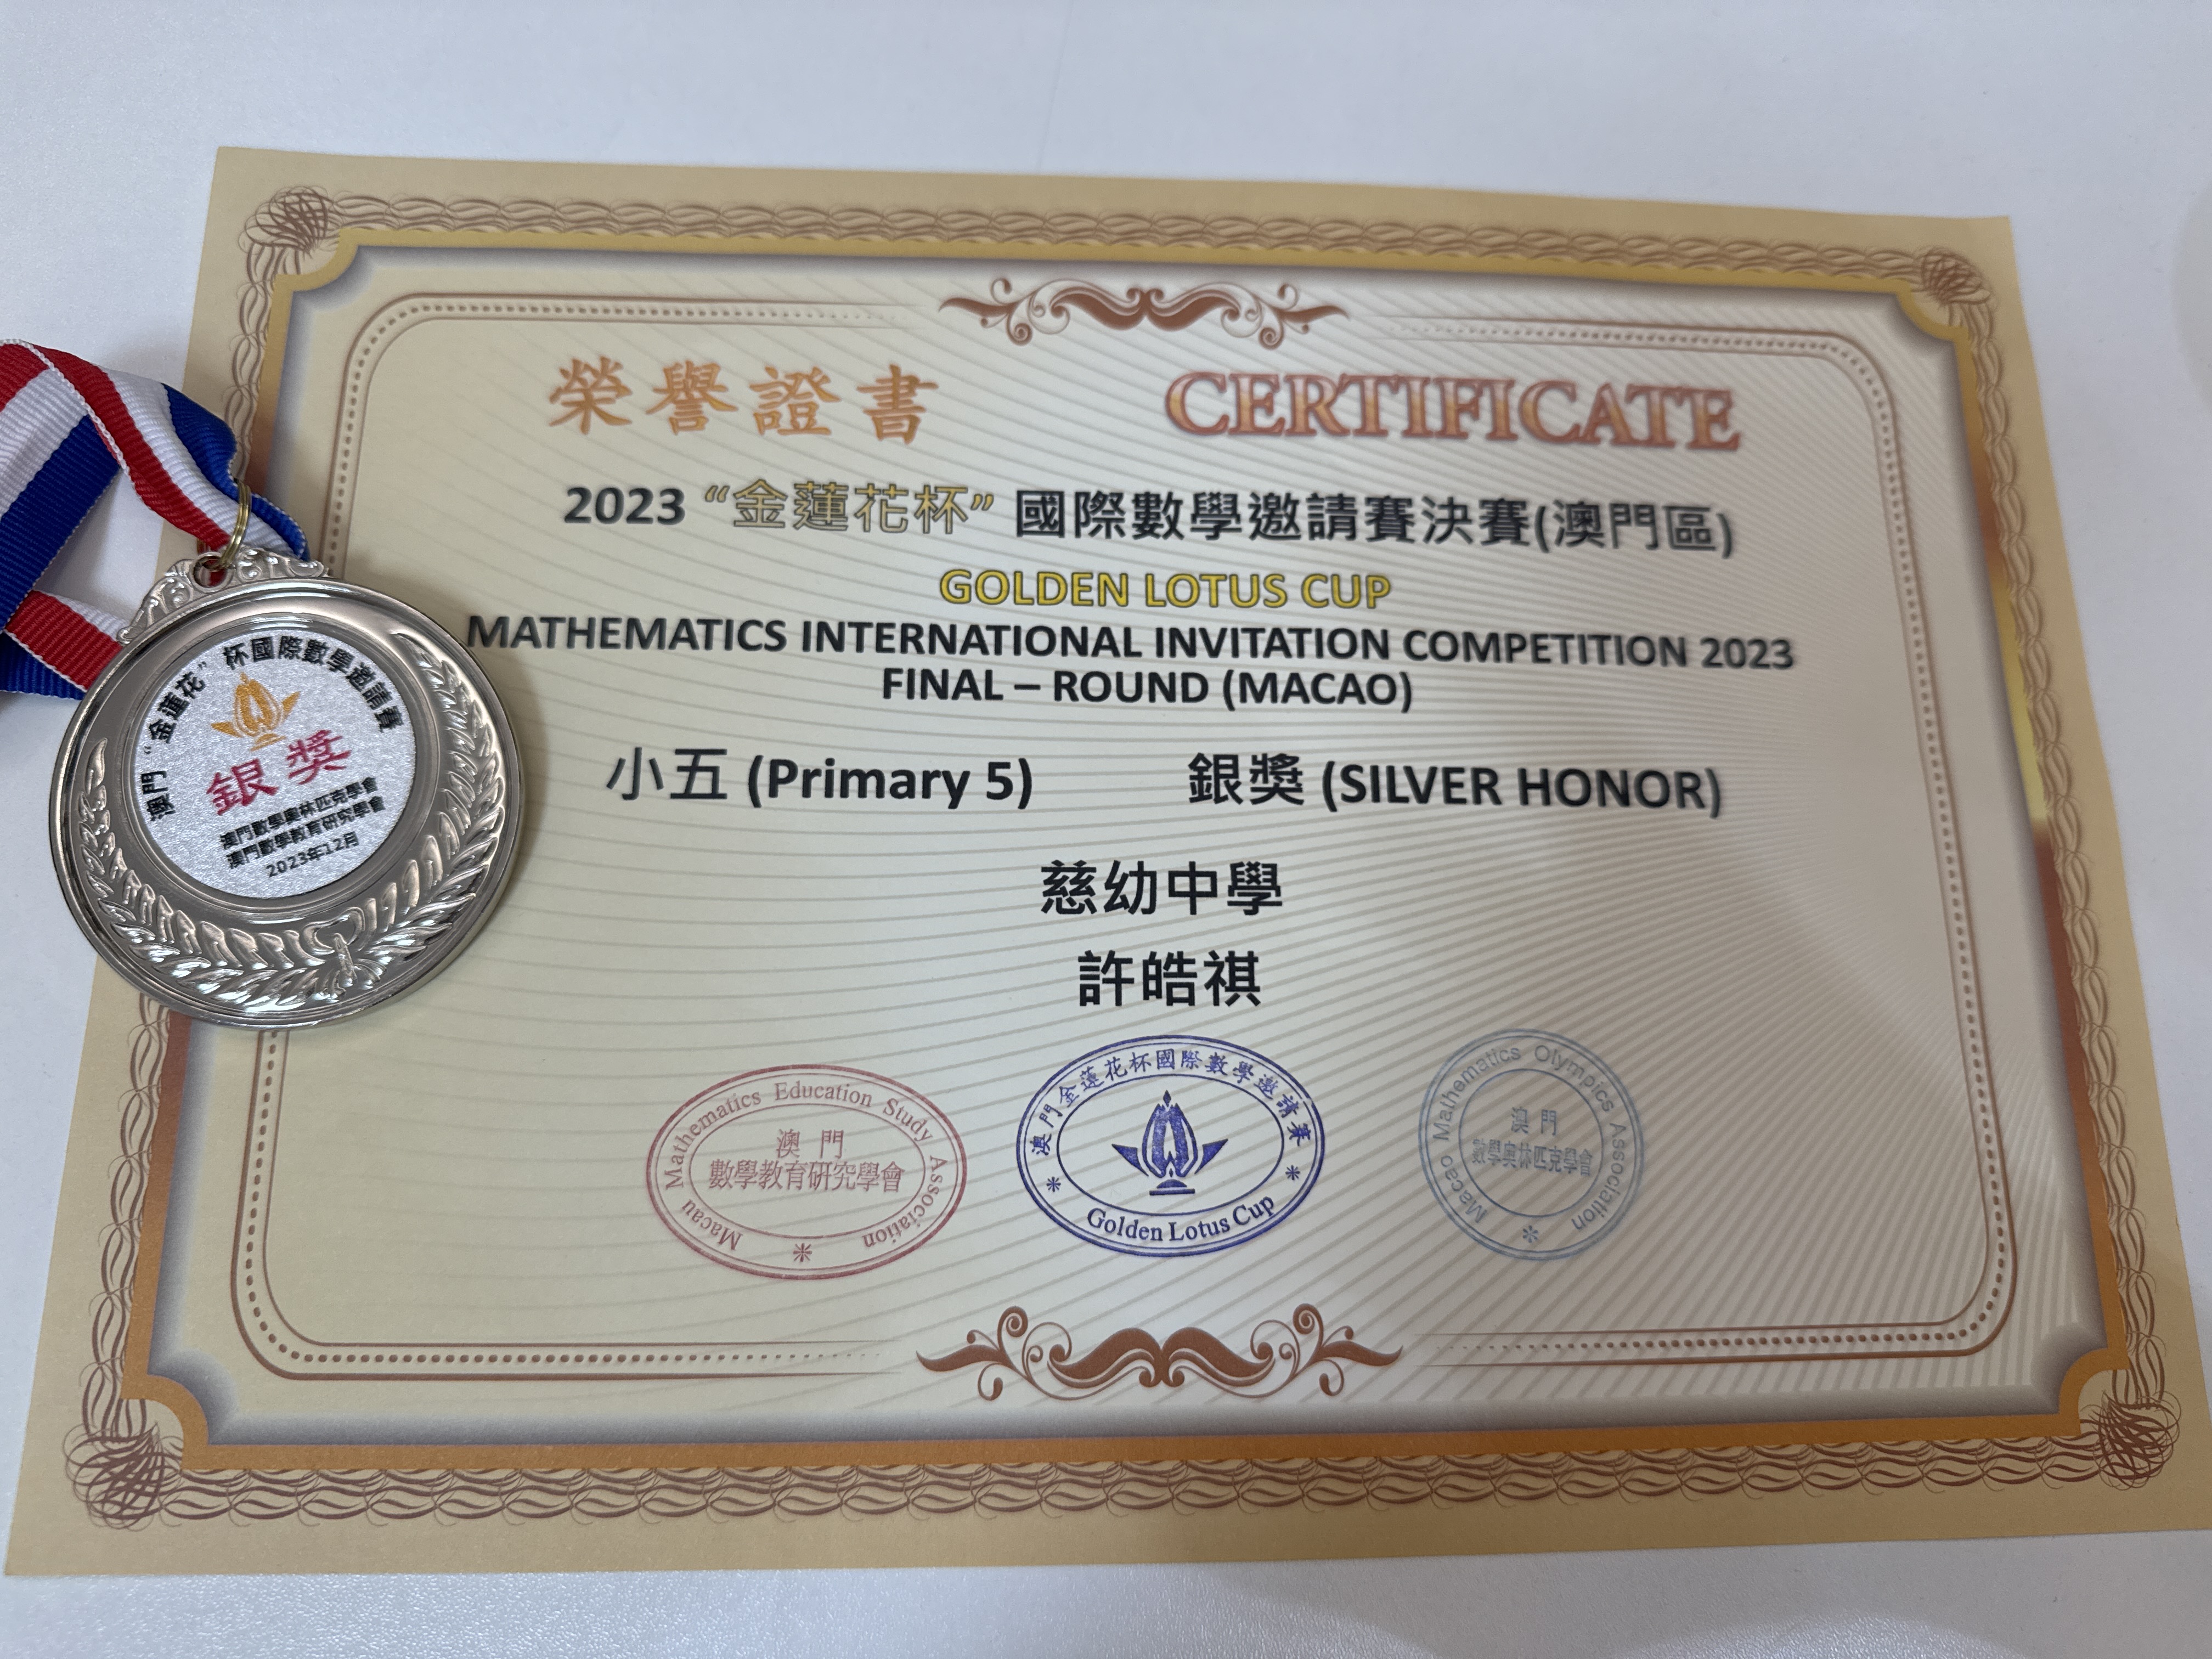 榮譽證書 CERTIFICATE
2023 “金蓮花杯” 國際數學邀請賽決賽(澳門區)
GOLDEN LOTUS CUP
MATHEMATICS INTERNATIONAL INVITATION COMPETITION 2023
FINAL – ROUND (MACAO)
小五 (Primary 5) 銀獎 (SILVER HONOR)
慈幼中學
許皓祺
澳門“金蓮花”杯國際數學邀請賽
銀獎
澳門數學奧林匹克學會
澳門數學教育研究學會
2023年12月
Macau Mathematics Education Study Association
澳門
數學教育研究學會
澳門金蓮花杯國際數學邀請賽
Golden Lotus Cup
Macao Mathematics Olympics Association
澳門
數學奧林匹克學會